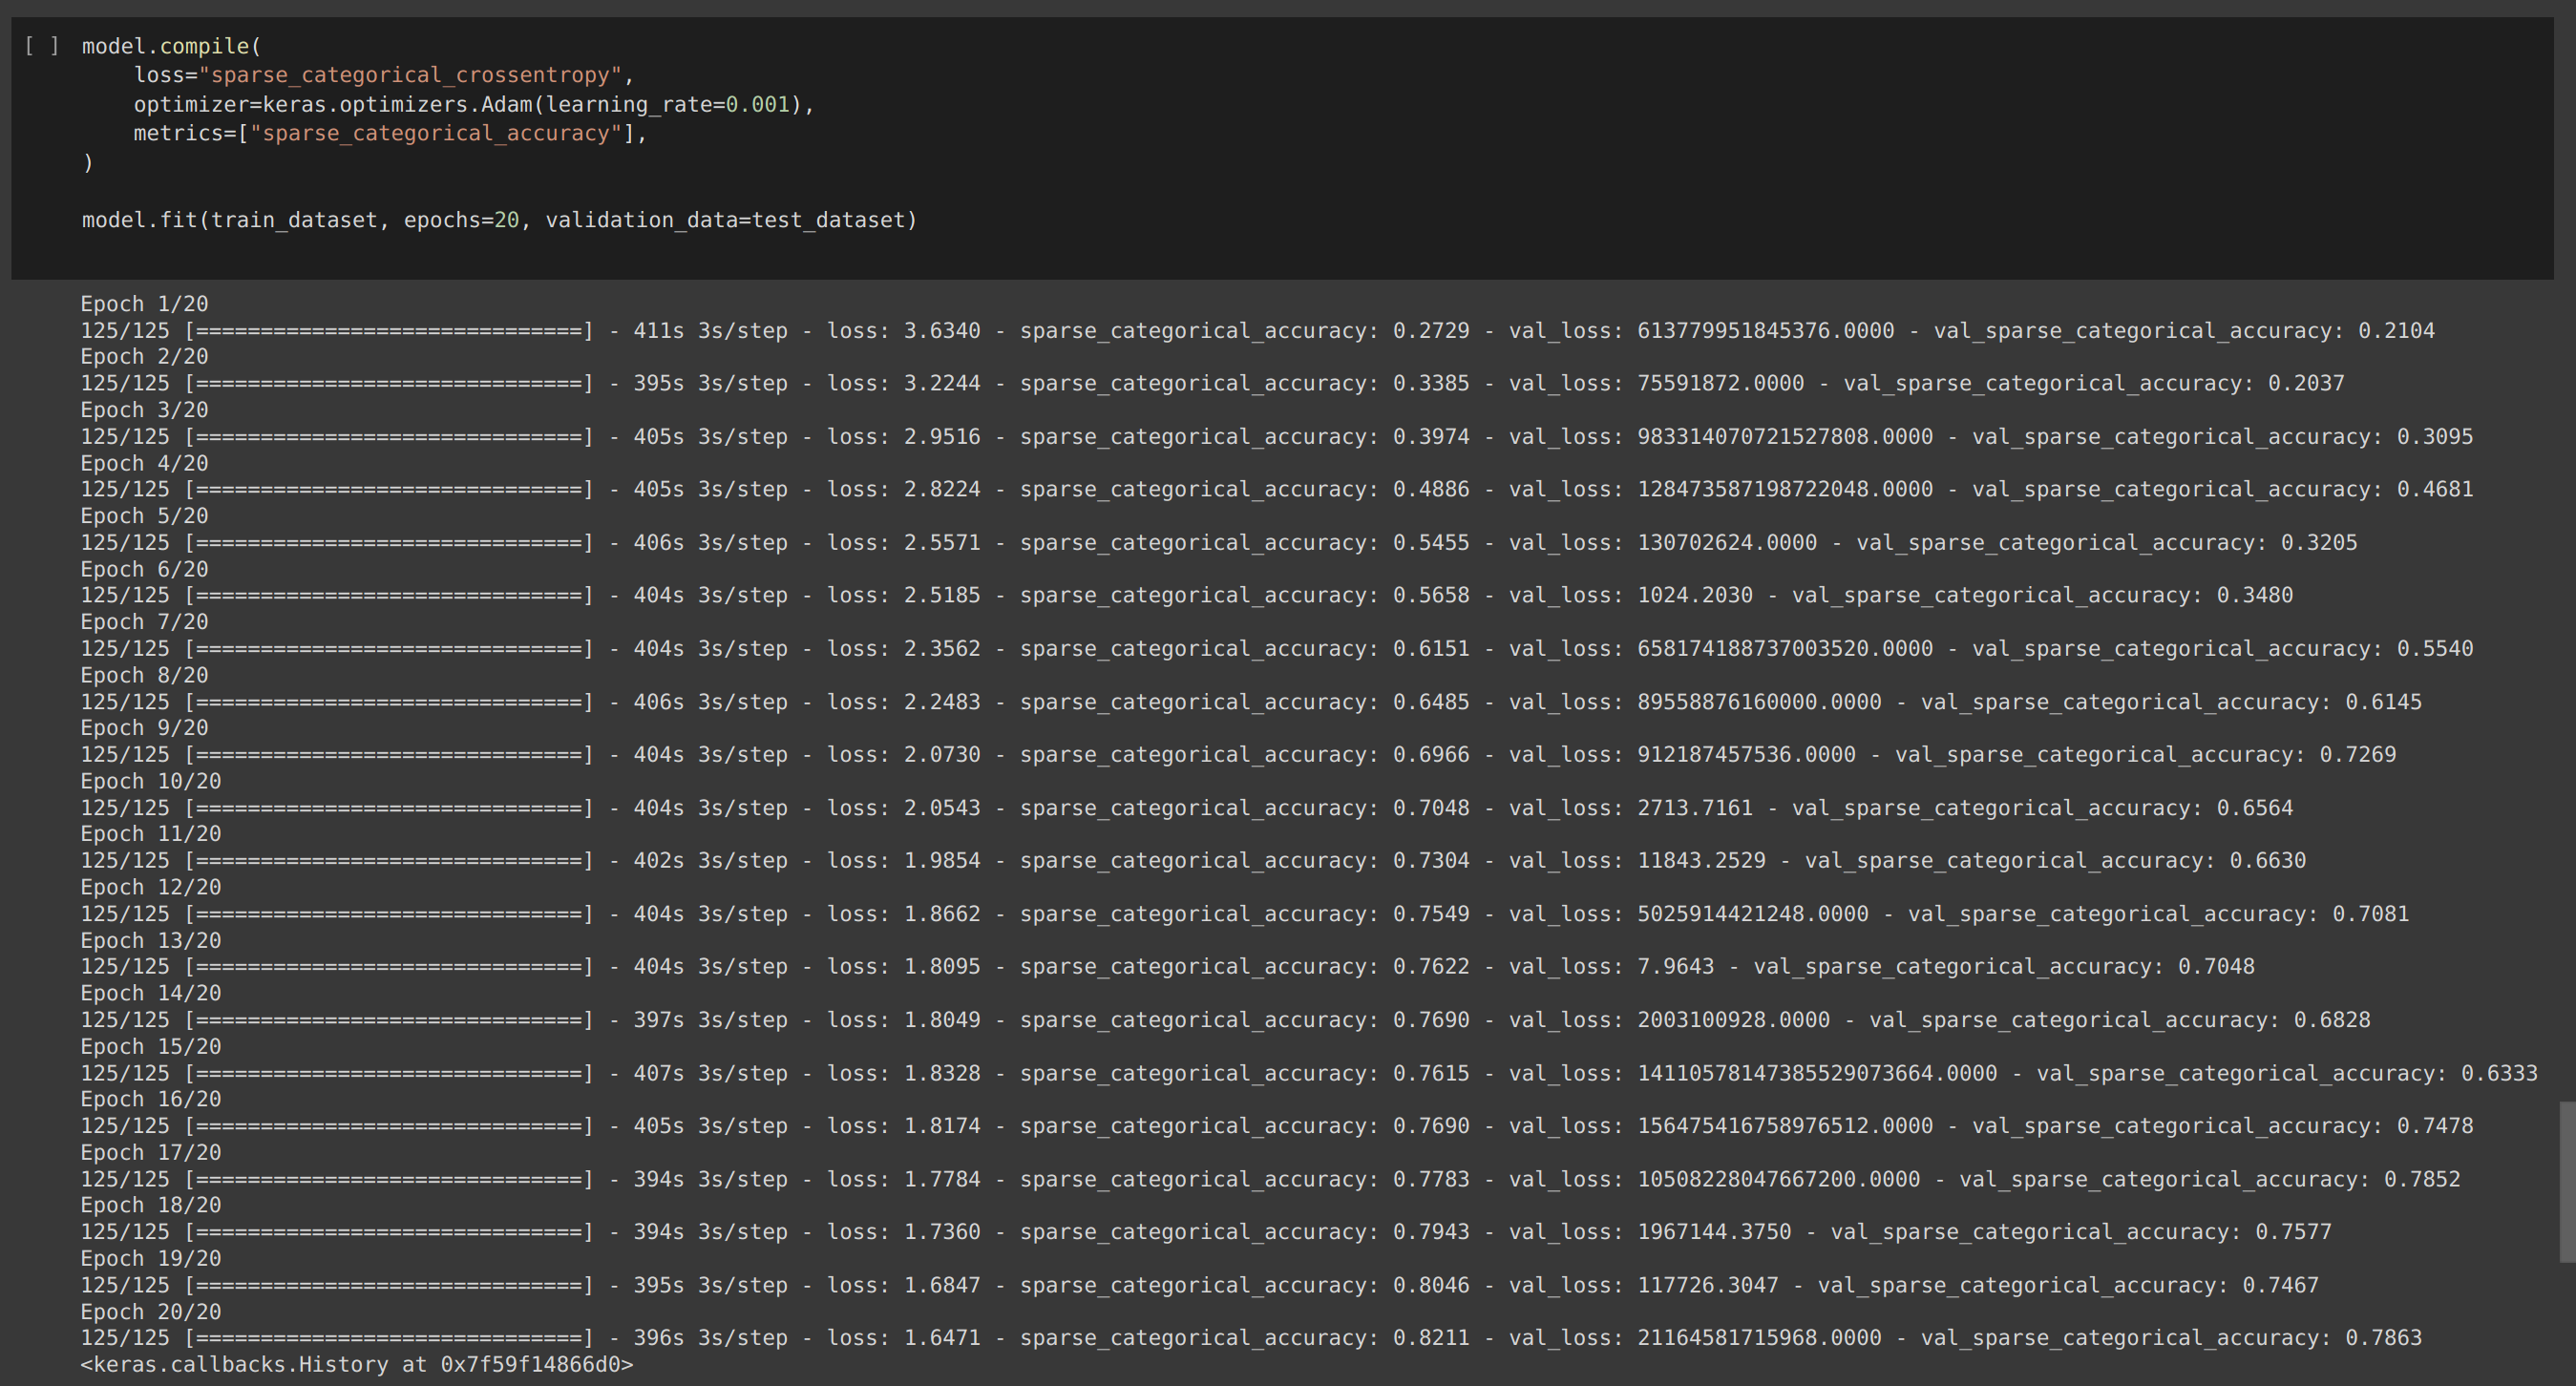 [ ] model.compile(
loss="sparse_categorical_crossentropy",
optimizer=keras.optimizers.Adam(learning_rate=0.001),
metrics=["sparse_categorical_accuracy"],
)
model.fit(train_dataset, epochs=20, validation_data=test_dataset)
Epoch 1/20
125/125 [==============================] - 411s 3s/step - loss: 3.6340 - sparse_categorical_accuracy: 0.2729 - val_loss: 613779951845376.0000 - val_sparse_categorical_accuracy: 0.2104
Epoch 2/20
125/125 [==============================] - 395s 3s/step - loss: 3.2244 - sparse_categorical_accuracy: 0.3385 - val_loss: 75591872.0000 - val_sparse_categorical_accuracy: 0.2037
Epoch 3/20
125/125 [==============================] - 405s 3s/step - loss: 2.9516 - sparse_categorical_accuracy: 0.3974 - val_loss: 983314070721527808.0000 - val_sparse_categorical_accuracy: 0.3095
Epoch 4/20
125/125 [==============================] - 405s 3s/step - loss: 2.8224 - sparse_categorical_accuracy: 0.4886 - val_loss: 128473587198722048.0000 - val_sparse_categorical_accuracy: 0.4681
Epoch 5/20
125/125 [==============================] - 406s 3s/step - loss: 2.5571 - sparse_categorical_accuracy: 0.5455 - val_loss: 130702624.0000 - val_sparse_categorical_accuracy: 0.3205
Epoch 6/20
125/125 [==============================] - 404s 3s/step - loss: 2.5185 - sparse_categorical_accuracy: 0.5658 - val_loss: 1024.2030 - val_sparse_categorical_accuracy: 0.3480
Epoch 7/20
125/125 [==============================] - 404s 3s/step - loss: 2.3562 - sparse_categorical_accuracy: 0.6151 - val_loss: 658174188737003520.0000 - val_sparse_categorical_accuracy: 0.5540
Epoch 8/20
125/125 [==============================] - 406s 3s/step - loss: 2.2483 - sparse_categorical_accuracy: 0.6485 - val_loss: 89558876160000.0000 - val_sparse_categorical_accuracy: 0.6145
Epoch 9/20
125/125 [==============================] - 404s 3s/step - loss: 2.0730 - sparse_categorical_accuracy: 0.6966 - val_loss: 912187457536.0000 - val_sparse_categorical_accuracy: 0.7269
Epoch 10/20
125/125 [==============================] - 404s 3s/step - loss: 2.0543 - sparse_categorical_accuracy: 0.7048 - val_loss: 2713.7161 - val_sparse_categorical_accuracy: 0.6564
Epoch 11/20
125/125 [==============================] - 402s 3s/step - loss: 1.9854 - sparse_categorical_accuracy: 0.7304 - val_loss: 11843.2529 - val_sparse_categorical_accuracy: 0.6630
Epoch 12/20
125/125 [==============================] - 404s 3s/step - loss: 1.8662 - sparse_categorical_accuracy: 0.7549 - val_loss: 5025914421248.0000 - val_sparse_categorical_accuracy: 0.7081
Epoch 13/20
125/125 [==============================] - 404s 3s/step - loss: 1.8095 - sparse_categorical_accuracy: 0.7622 - val_loss: 7.9643 - val_sparse_categorical_accuracy: 0.7048
Epoch 14/20
125/125 [==============================] - 397s 3s/step - loss: 1.8049 - sparse_categorical_accuracy: 0.7690 - val_loss: 2003100928.0000 - val_sparse_categorical_accuracy: 0.6828
Epoch 15/20
125/125 [==============================] - 407s 3s/step - loss: 1.8328 - sparse_categorical_accuracy: 0.7615 - val_loss: 14110578147385529073664.0000 - val_sparse_categorical_accuracy: 0.6333
Epoch 16/20
125/125 [==============================] - 405s 3s/step - loss: 1.8174 - sparse_categorical_accuracy: 0.7690 - val_loss: 156475416758976512.0000 - val_sparse_categorical_accuracy: 0.7478
Epoch 17/20
125/125 [==============================] - 394s 3s/step - loss: 1.7784 - sparse_categorical_accuracy: 0.7783 - val_loss: 10508228047667200.0000 - val_sparse_categorical_accuracy: 0.7852
Epoch 18/20
125/125 [==============================] - 394s 3s/step - loss: 1.7360 - sparse_categorical_accuracy: 0.7943 - val_loss: 1967144.3750 - val_sparse_categorical_accuracy: 0.7577
Epoch 19/20
125/125 [==============================] - 395s 3s/step - loss: 1.6847 - sparse_categorical_accuracy: 0.8046 - val_loss: 117726.3047 - val_sparse_categorical_accuracy: 0.7467
Epoch 20/20
125/125 [==============================] - 396s 3s/step - loss: 1.6471 - sparse_categorical_accuracy: 0.8211 - val_loss: 21164581715968.0000 - val_sparse_categorical_accuracy: 0.7863
<keras.callbacks.History at 0x7f59f14866d0>